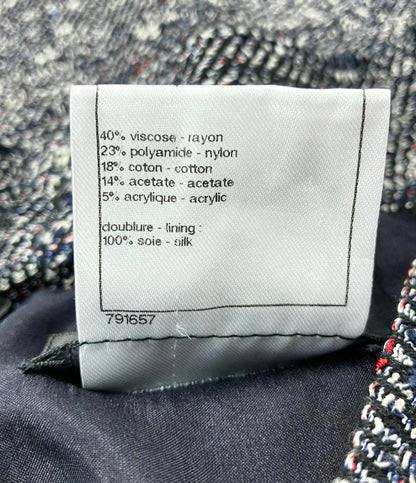 40% viscose - rayon
23% polyamide - nylon
18% coton - cotton
14% acetate - acetate
5% acrylique - acrylic
doublure - lining :
100% soie - silk
791657